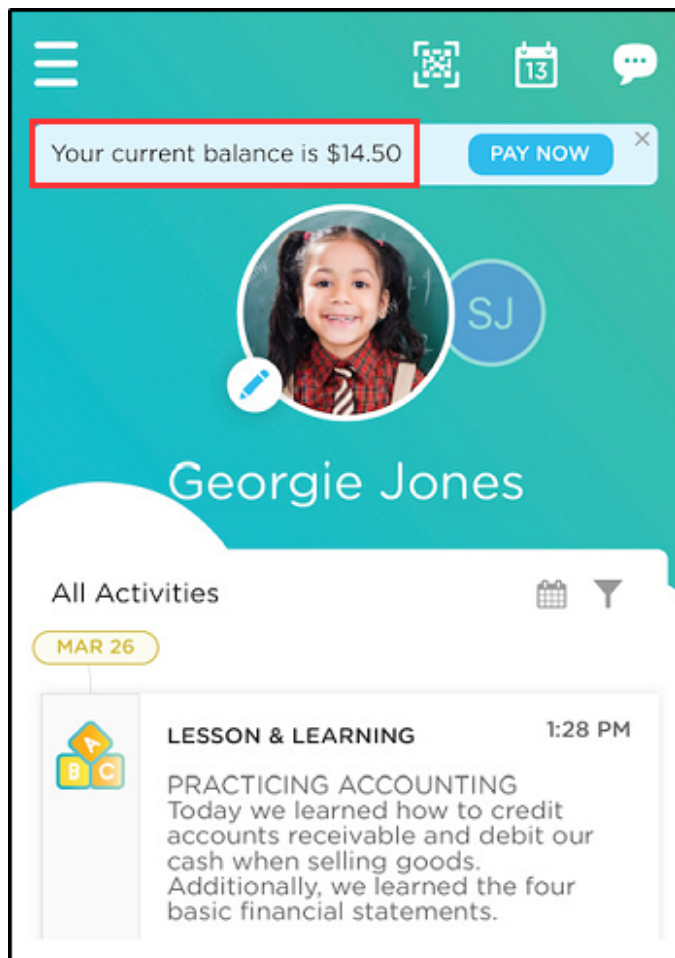 13
Your current balance is $14.50
PAY NOW
SJ
Georgie Jones
All Activities
MAR 26
A
B C
LESSON & LEARNING
1:28 PM
PRACTICING ACCOUNTING
Today we learned how to credit
accounts receivable and debit our
cash when selling goods.
Additionally, we learned the four
basic financial statements.